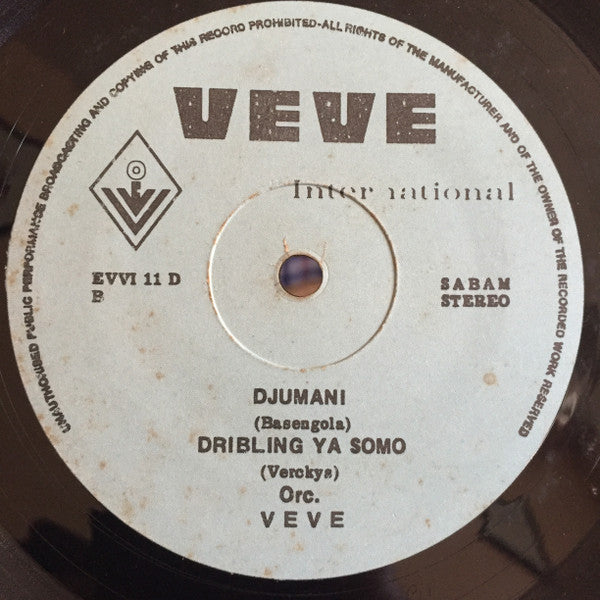 UNAUTHORISED PUBLIC PERFORMANCE BROADCASTING AND COPYING OF THIS RECORD PROHIBITED-ALL RIGHTS OF THE MANUFACTURER AND OF THE OWNER OF THE RECORDED WORK RESERVED
VEVE
International
EVVI 11 D
B
SABAM
STEREO
DJUMANI
(Basengola)
DRIBLING YA SOMO
(Verckys)
Orc.
VEVE